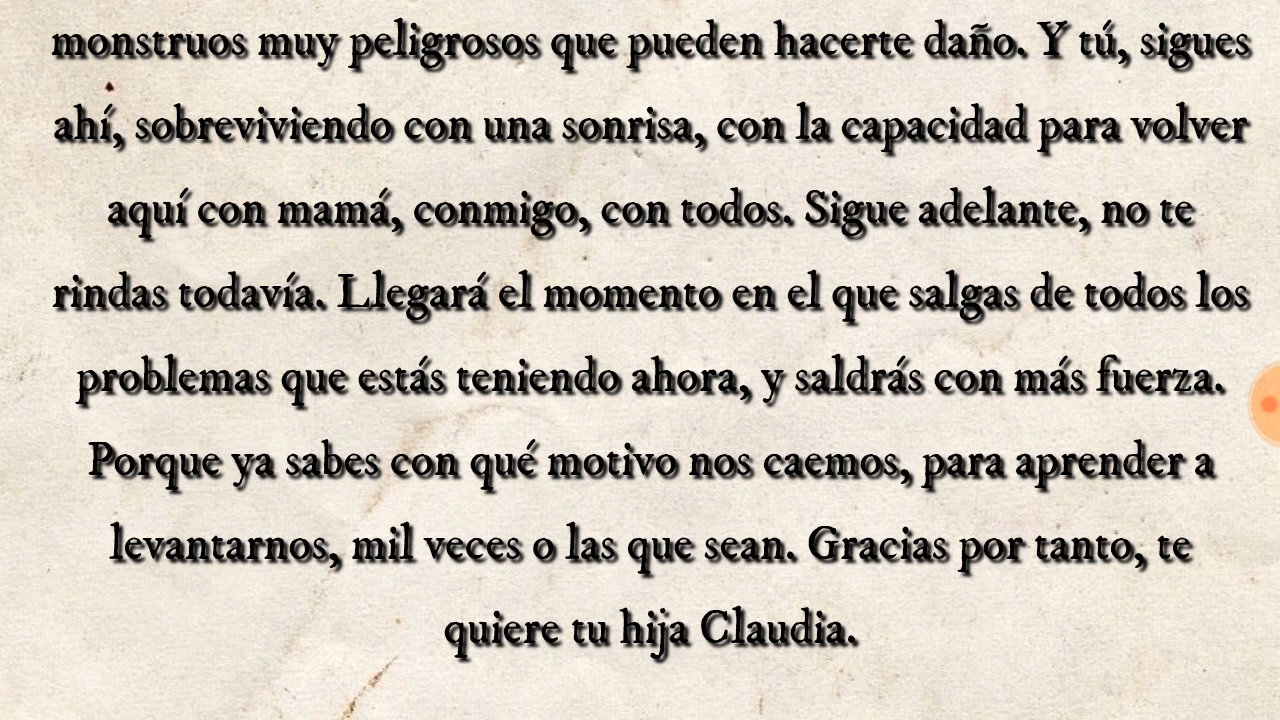 monstruos muy peligrosos que pueden hacerte daño. Y tú, sigues
ahí, sobreviviendo con una sonrisa, con la capacidad para volver
aquí con mamá, conmigo, con todos. Sigue adelante, no te
rindas todavía. Llegará el momento en el que salgas de todos los
problemas que estás teniendo ahora, y saldrás con más fuerza.
Porque ya sabes con qué motivo nos caemos, para aprender a
levantarnos, mil veces o las que sean. Gracias por tanto, te
quiere tu hija Claudia.